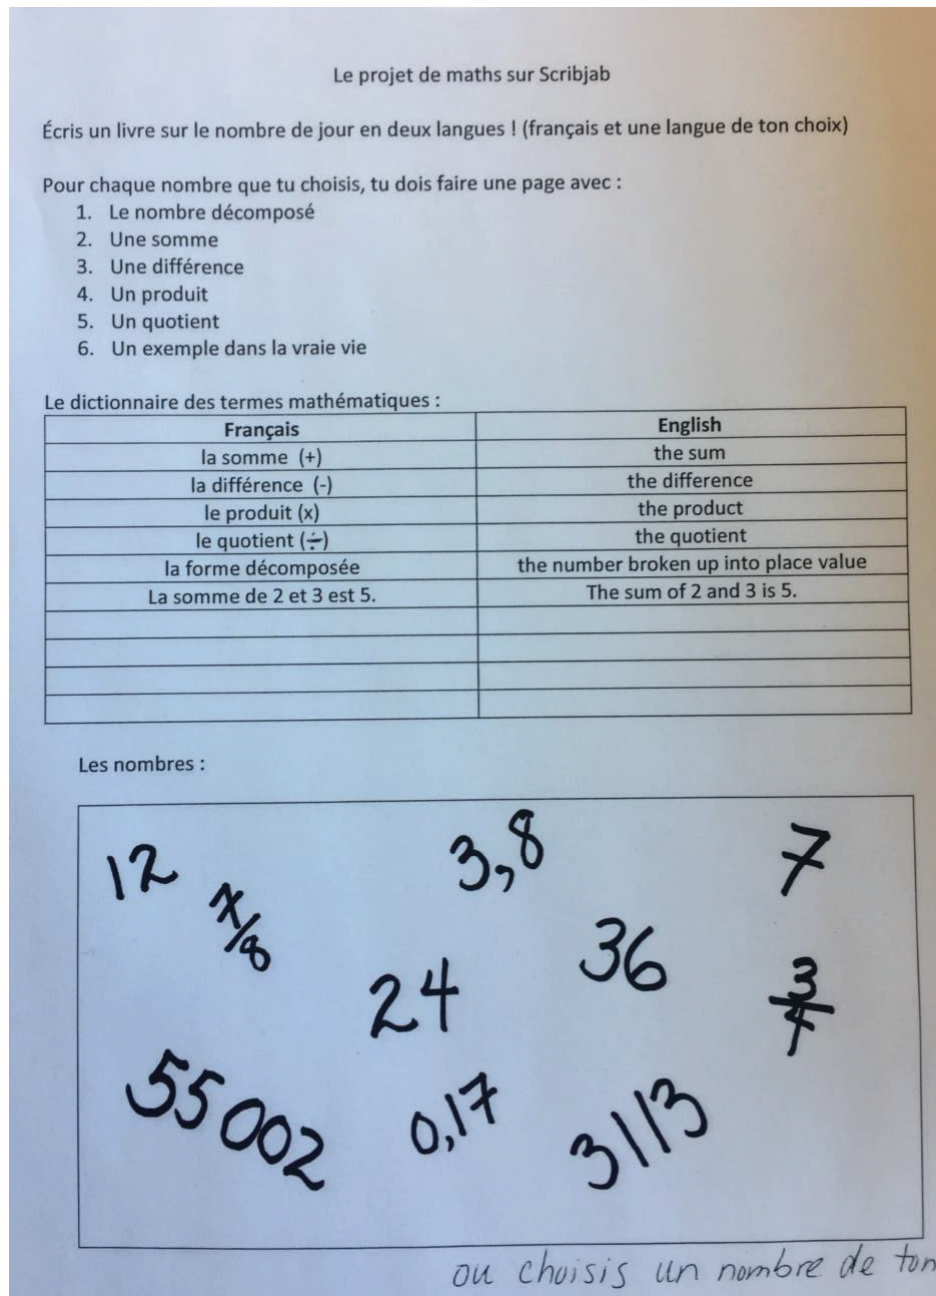 Le projet de maths sur Scribjab
Écris un livre sur le nombre de jour en deux langues ! (français et une langue de ton choix)
Pour chaque nombre que tu choisis, tu dois faire une page avec :
1. Le nombre décomposé
2. Une somme
3. Une différence
4. Un produit
5. Un quotient
6. Un exemple dans la vraie vie
Le dictionnaire des termes mathématiques :
Français English
la somme (+) the sum
la différence (-) the difference
le produit (x) the product
le quotient (÷) the quotient
la forme décomposée the number broken up into place value
La somme de 2 et 3 est 5. The sum of 2 and 3 is 5.
Les nombres :
12 3,8 7
7/8 36
24 3/4
55 002 0,17 3113
ou choisis un nombre de ton